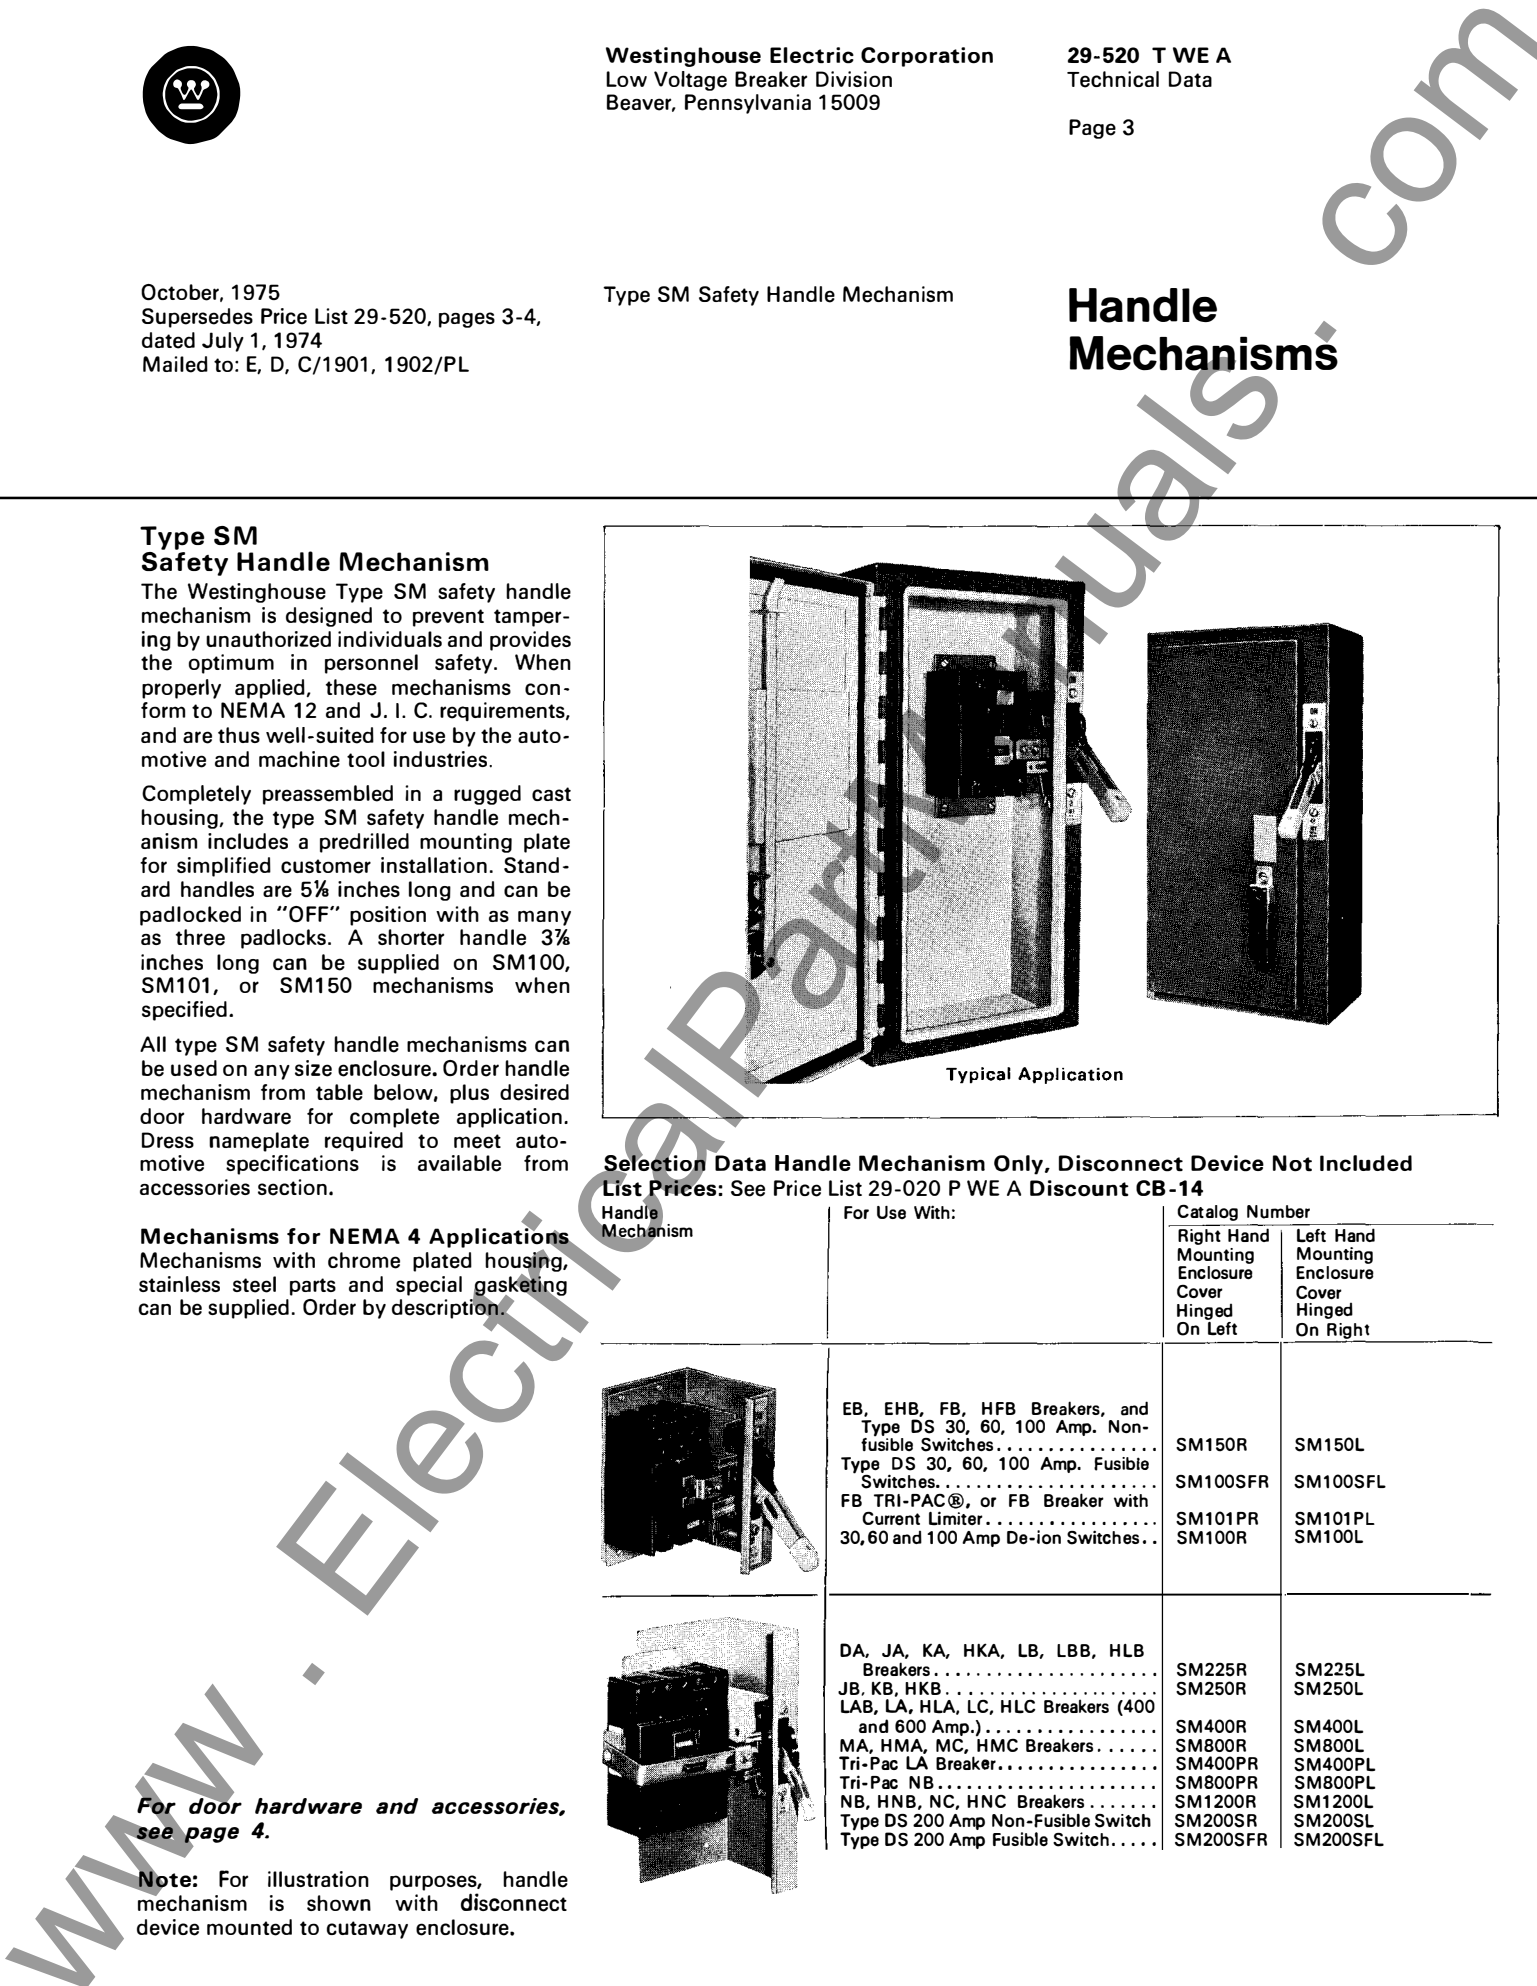 Westinghouse Electric Corporation
Low Voltage Breaker Division
Beaver, Pennsylvania 15009
29-520 T WE A
Technical Data
Page 3
October, 1975
Supersedes Price List 29-520, pages 3-4,
dated July 1, 1974
Mailed to: E, D, C/1901, 1902/PL
Type SM Safety Handle Mechanism
Handle
Mechanisms
Type SM
Safety Handle Mechanism
The Westinghouse Type SM safety handle
mechanism is designed to prevent tamper-
ing by unauthorized individuals and provides
the optimum in personnel safety. When
properly applied, these mechanisms con-
form to NEMA 12 and J. I. C. requirements,
and are thus well-suited for use by the auto-
motive and machine tool industries.
Completely preassembled in a rugged cast
housing, the type SM safety handle mech-
anism includes a predrilled mounting plate
for simplified customer installation. Stand-
ard handles are 5⅛ inches long and can be
padlocked in "OFF" position with as many
as three padlocks. A shorter handle 3⅞
inches long can be supplied on SM100,
SM101, or SM150 mechanisms when
specified.
All type SM safety handle mechanisms can
be used on any size enclosure. Order handle
mechanism from table below, plus desired
door hardware for complete application.
Dress nameplate required to meet auto-
motive specifications is available from
accessories section.
Mechanisms for NEMA 4 Applications
Mechanisms with chrome plated housing,
stainless steel parts and special gasketing
can be supplied. Order by description.
For door hardware and accessories,
see page 4.
Note: For illustration purposes, handle
mechanism is shown with disconnect
device mounted to cutaway enclosure.
Typical Application
Selection Data Handle Mechanism Only, Disconnect Device Not Included
List Prices: See Price List 29-020 P WE A Discount CB-14
Handle
Mechanism
For Use With:
Catalog Number
Right Hand
Mounting
Enclosure
Cover
Hinged
On Left
Left Hand
Mounting
Enclosure
Cover
Hinged
On Right
EB, EHB, FB, HFB Breakers, and
Type DS 30, 60, 100 Amp. Non-
fusible Switches................ SM150R SM150L
Type DS 30, 60, 100 Amp. Fusible
Switches...................... SM100SFR SM100SFL
FB TRI-PAC®, or FB Breaker with
Current Limiter................. SM101PR SM101PL
30,60 and 100 Amp De-ion Switches.. SM100R SM100L
DA, JA, KA, HKA, LB, LBB, HLB
Breakers...................... SM225R SM225L
JB, KB, HKB..................... SM250R SM250L
LAB, LA, HLA, LC, HLC Breakers (400
and 600 Amp.)................. SM400R SM400L
MA, HMA, MC, HMC Breakers...... SM800R SM800L
Tri-Pac LA Breaker................ SM400PR SM400PL
Tri-Pac NB...................... SM800PR SM800PL
NB, HNB, NC, HNC Breakers....... SM1200R SM1200L
Type DS 200 Amp Non-Fusible Switch SM200SR SM200SL
Type DS 200 Amp Fusible Switch..... SM200SFR SM200SFL
www . ElectricalPartManuals . com